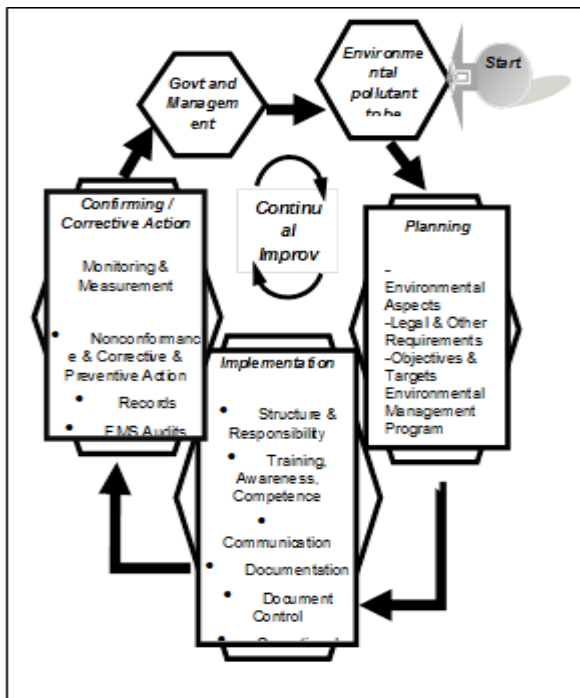 Govt and
Managem
ent
Environme
ntal
pollutant
to be
Start
Confirming /
Corrective Action
Monitoring &
Measurement
• Nonconformanc
e & Corrective &
Preventive Action
• Records
• EMS Audits
Continu
al
Improv
Planning
-
Environmental
Aspects
-Legal & Other
Requirements
-Objectives &
Targets
Environmental
Management
Program
Implementation
• Structure &
Responsibility
• Training,
Awareness,
Competence
•
Communication
• Documentation
• Document
Control